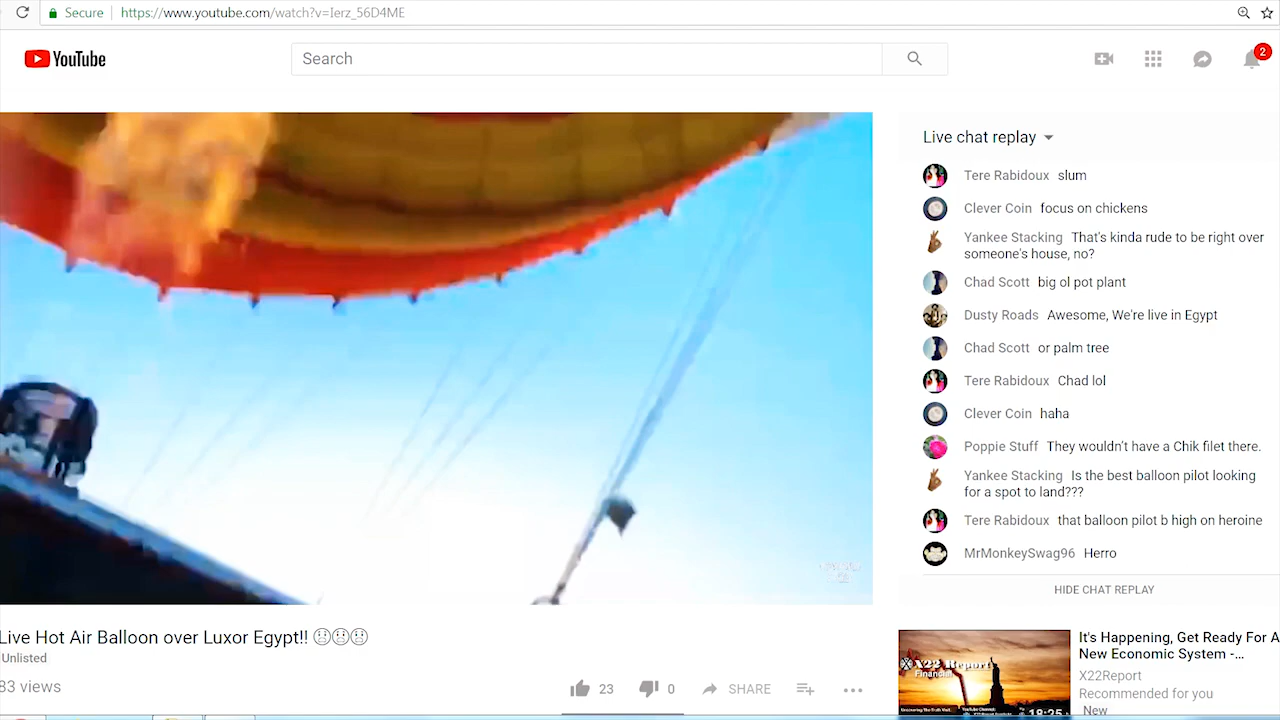 Secure https://www.youtube.com/watch?v=Ierz_56D4ME
YouTube
Search
2
Live chat replay
Tere Rabidoux slum
Clever Coin focus on chickens
Yankee Stacking That's kinda rude to be right over
someone's house, no?
Chad Scott big ol pot plant
Dusty Roads Awesome, We're live in Egypt
Chad Scott or palm tree
Tere Rabidoux Chad lol
Clever Coin haha
Poppie Stuff They wouldn't have a Chik filet there.
Yankee Stacking Is the best balloon pilot looking
for a spot to land???
Tere Rabidoux that balloon pilot b high on heroine
MrMonkeySwag96 Herro
HIDE CHAT REPLAY
Live Hot Air Balloon over Luxor Egypt!!
Unlisted
83 views
23
0
SHARE
X22 Report
Financial
18:25
It's Happening, Get Ready For A
New Economic System -...
X22Report
Recommended for you
New